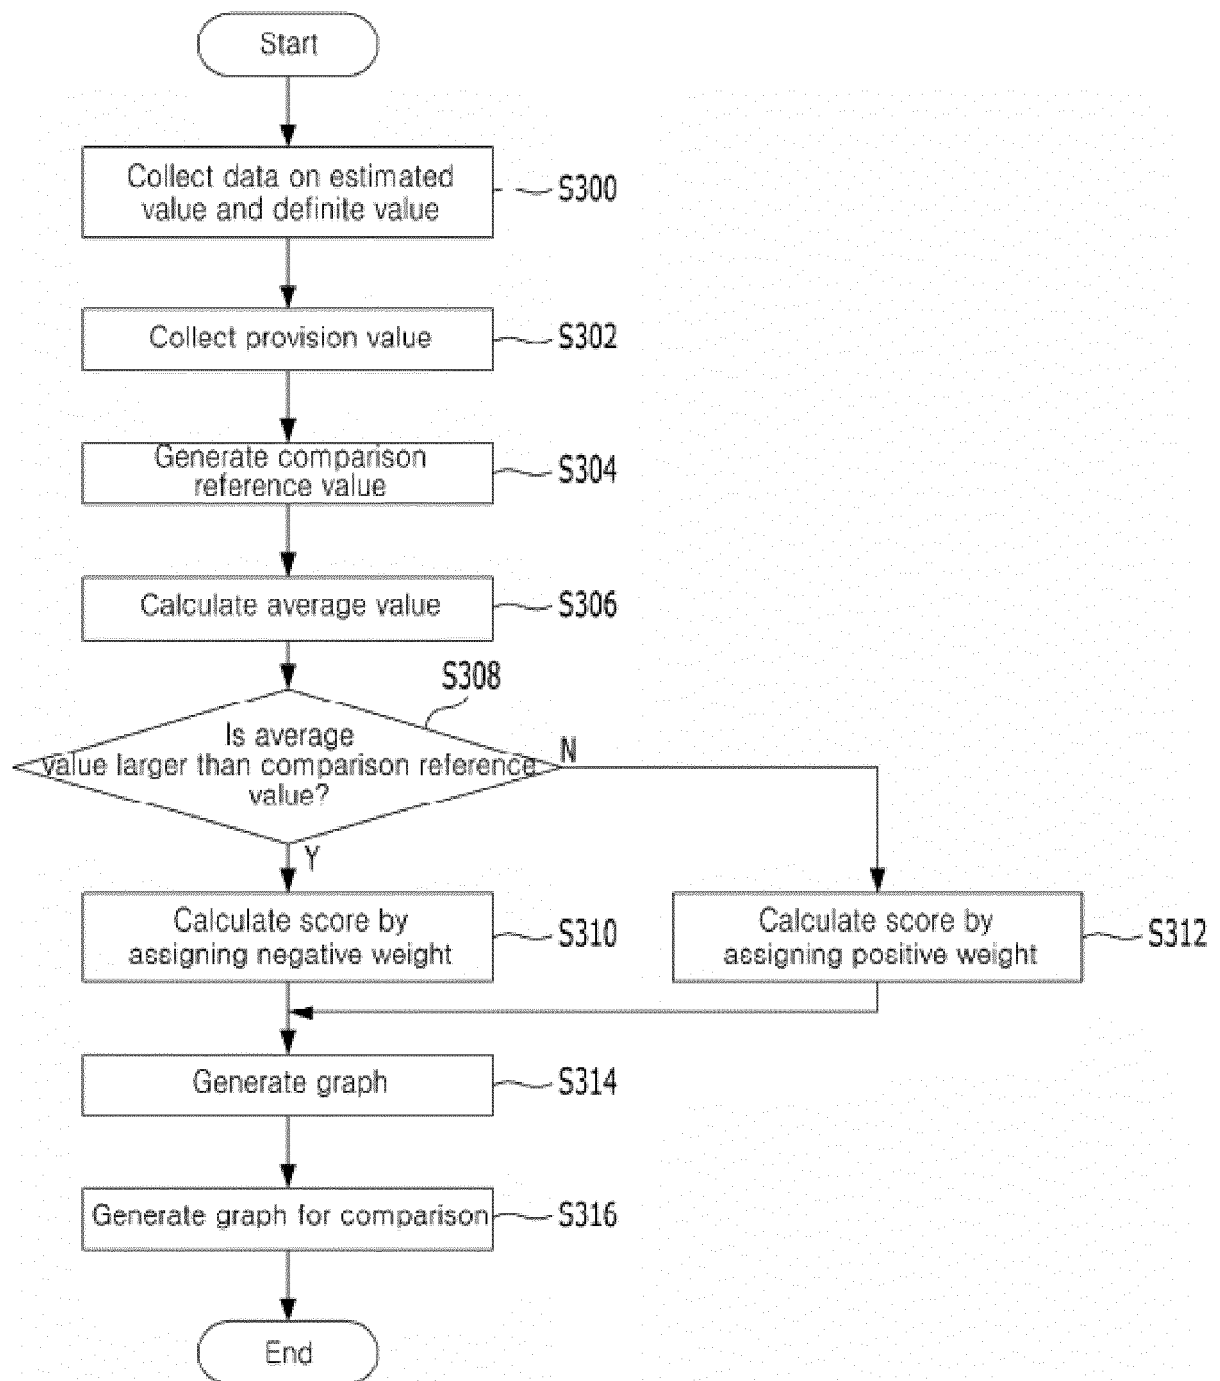 Start
Collect data on estimated
value and definite value
S300
Collect provision value
S302
Generate comparison
reference value
S304
Calculate average value
S306
S308
Is average
value larger than comparison reference
value?
N
Y
Calculate score by
assigning negative weight
S310
Calculate score by
assigning positive weight
S312
Generate graph
S314
Generate graph for comparison
S316
End